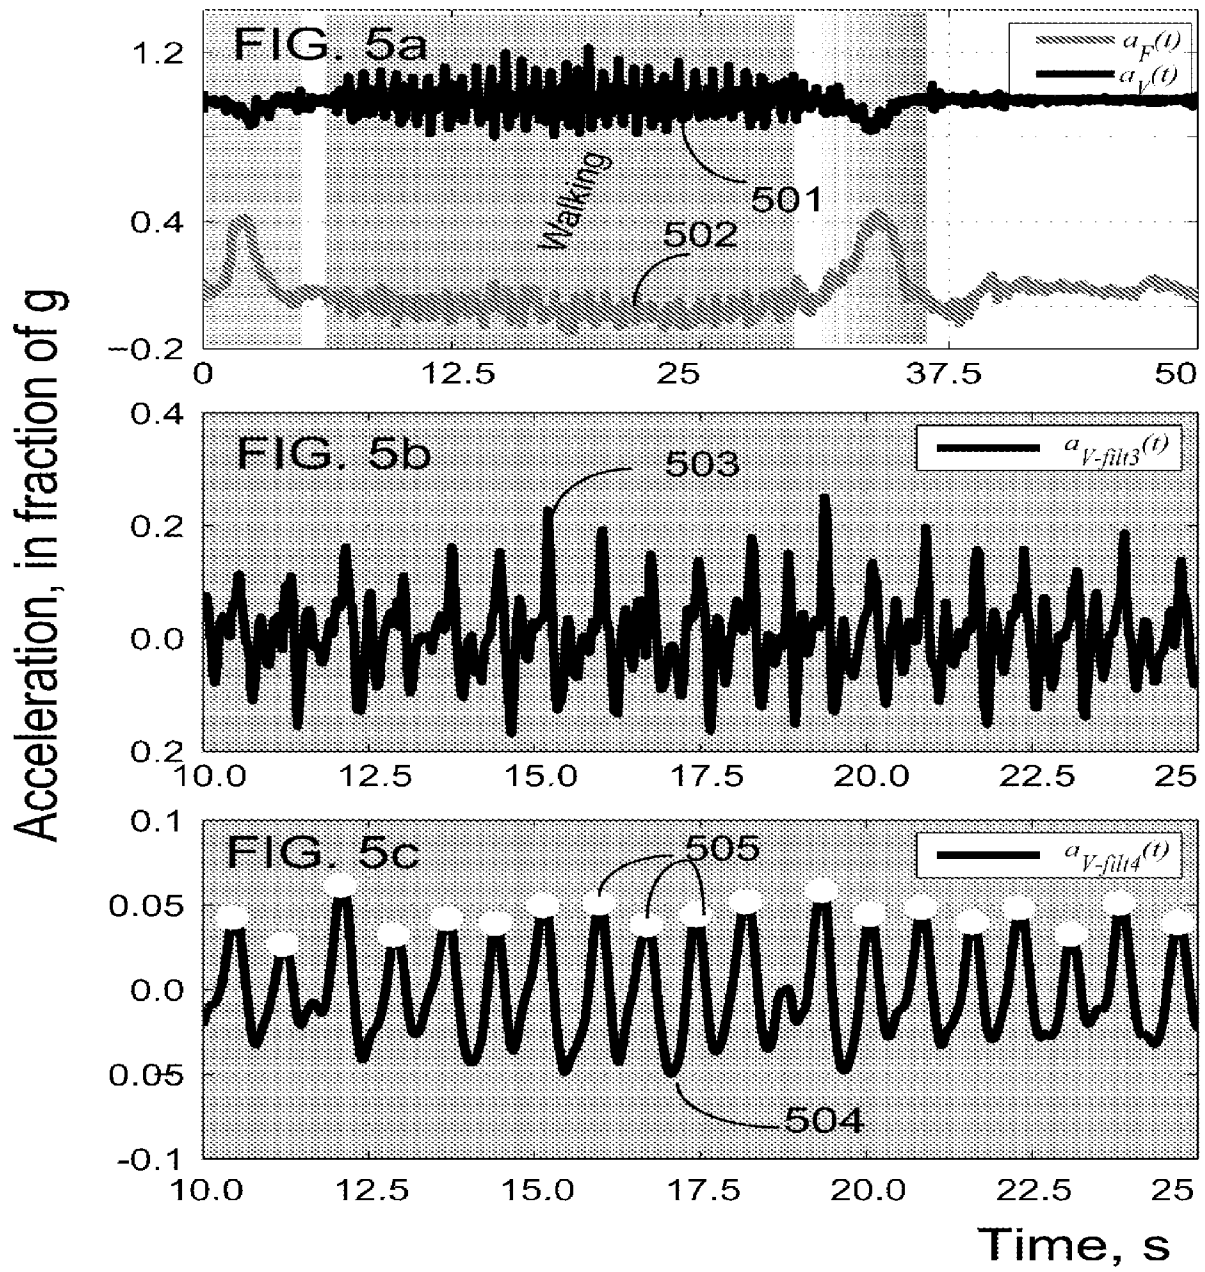 FIG. 5a
1.2
a_F(t)
a_V(t)
Walking
501
0.4
502
−0.2
0 12.5 25 37.5 50
Acceleration, in fraction of g
0.4
FIG. 5b
a_V-filt3(t)
503
0.2
0.0
0.2
10.0 12.5 15.0 17.5 20.0 22.5 25
0.1
FIG. 5c
505
a_V-filt4(t)
0.05
0.0
0.05
504
-0.1
10.0 12.5 15.0 17.5 20.0 22.5 25
Time, s